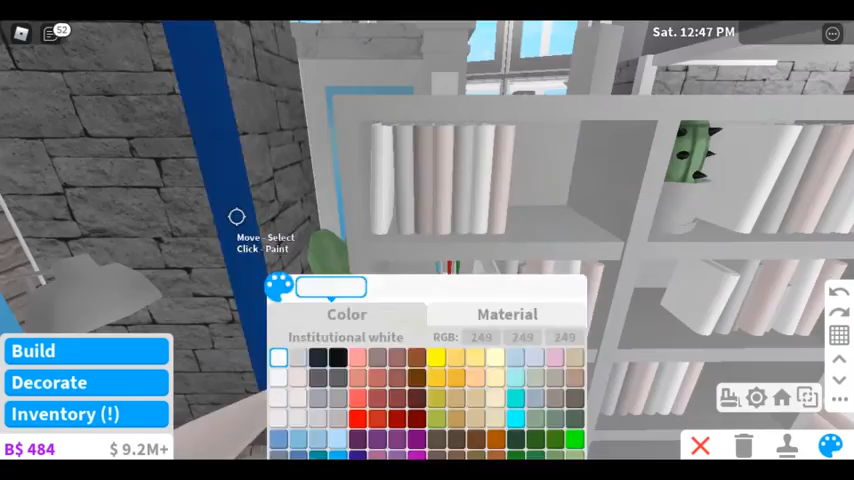 52
Sat. 12:47 PM
Move - Select
Click - Paint
Color
Material
Institutional white
RGB: 249 249 249
Build
Decorate
Inventory (!)
B$ 484
$ 9.2M+